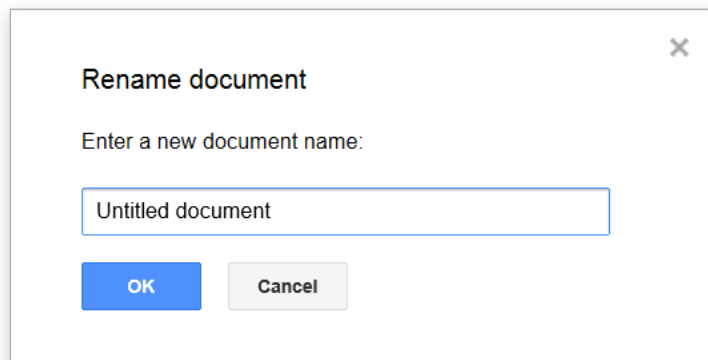 Rename document
Enter a new document name:
Untitled document
OK Cancel